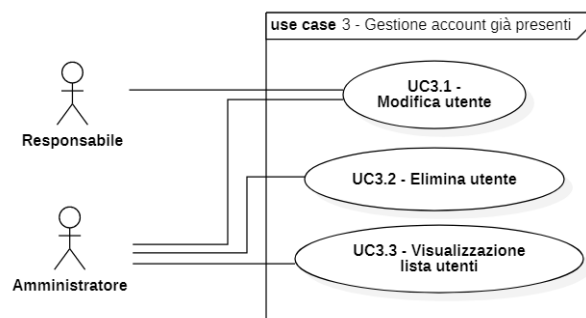 use case 3 - Gestione account già presenti
UC3.1 -
Modifica utente
Responsabile
UC3.2 - Elimina utente
UC3.3 - Visualizzazione
lista utenti
Amministratore